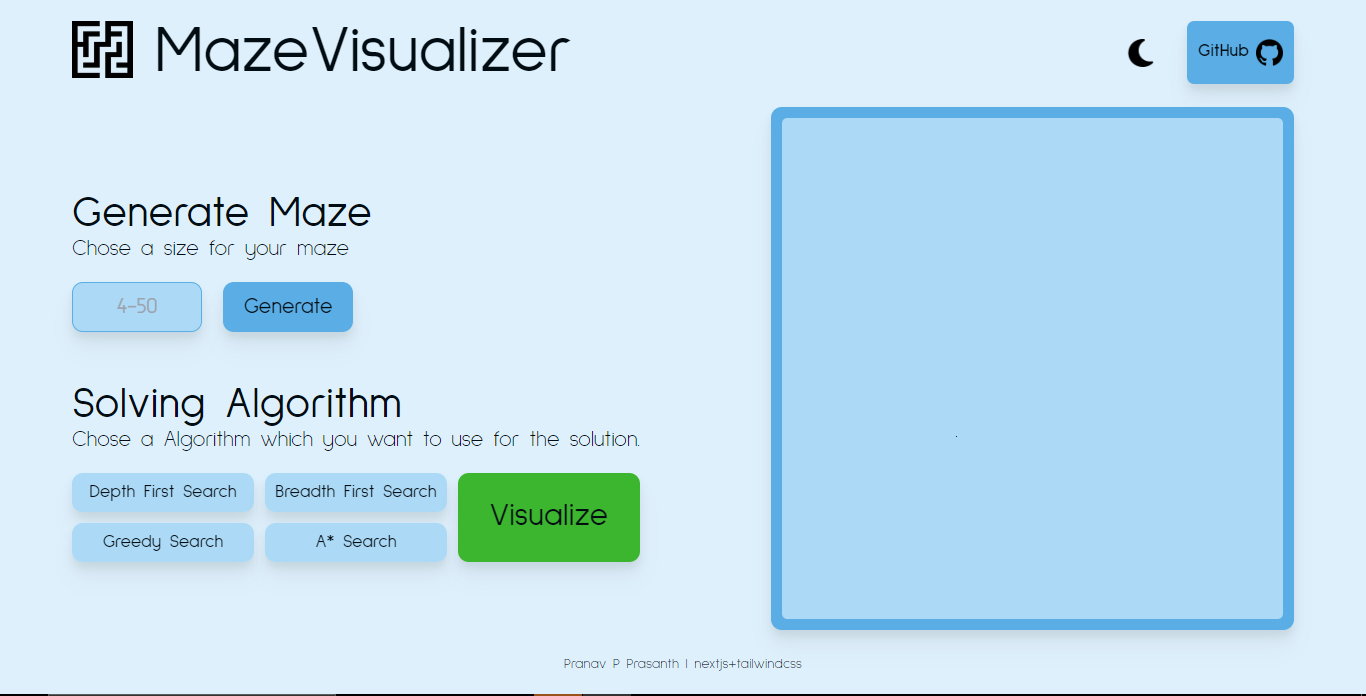 MazeVisualizer
GitHub
Generate Maze
Chose a size for your maze
4-50
Generate
Solving Algorithm
Chose a Algorithm which you want to use for the solution.
Depth First Search
Breadth First Search
Greedy Search
A* Search
Visualize
Pranav P Prasanth | nextjs+tailwindcss